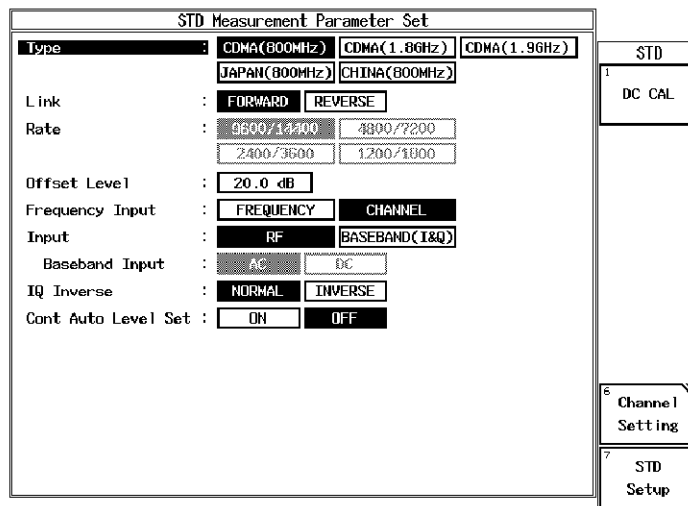 STD Measurement Parameter Set
Type : CDMA(800MHz) CDMA(1.8GHz) CDMA(1.9GHz)
JAPAN(800MHz) CHINA(800MHz)
Link : FORWARD REVERSE
Rate : 9600/14400 4800/7200
2400/3600 1200/1800
Offset Level : 20.0 dB
Frequency Input : FREQUENCY CHANNEL
Input : RF BASEBAND(I&Q)
Baseband Input : AC DC
IQ Inverse : NORMAL INVERSE
Cont Auto Level Set : ON OFF
STD
1
DC CAL
6
Channel
Setting
7
STD
Setup